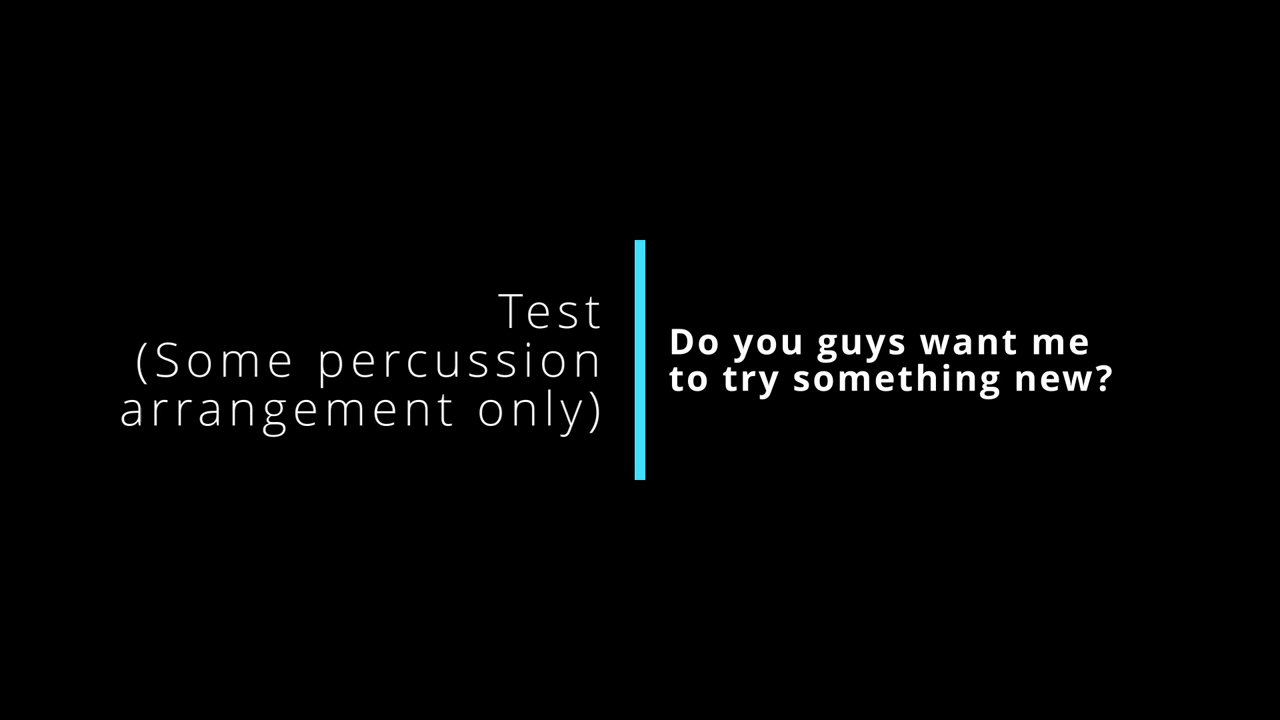 Test
(Some percussion
arrangement only)
Do you guys want me
to try something new?